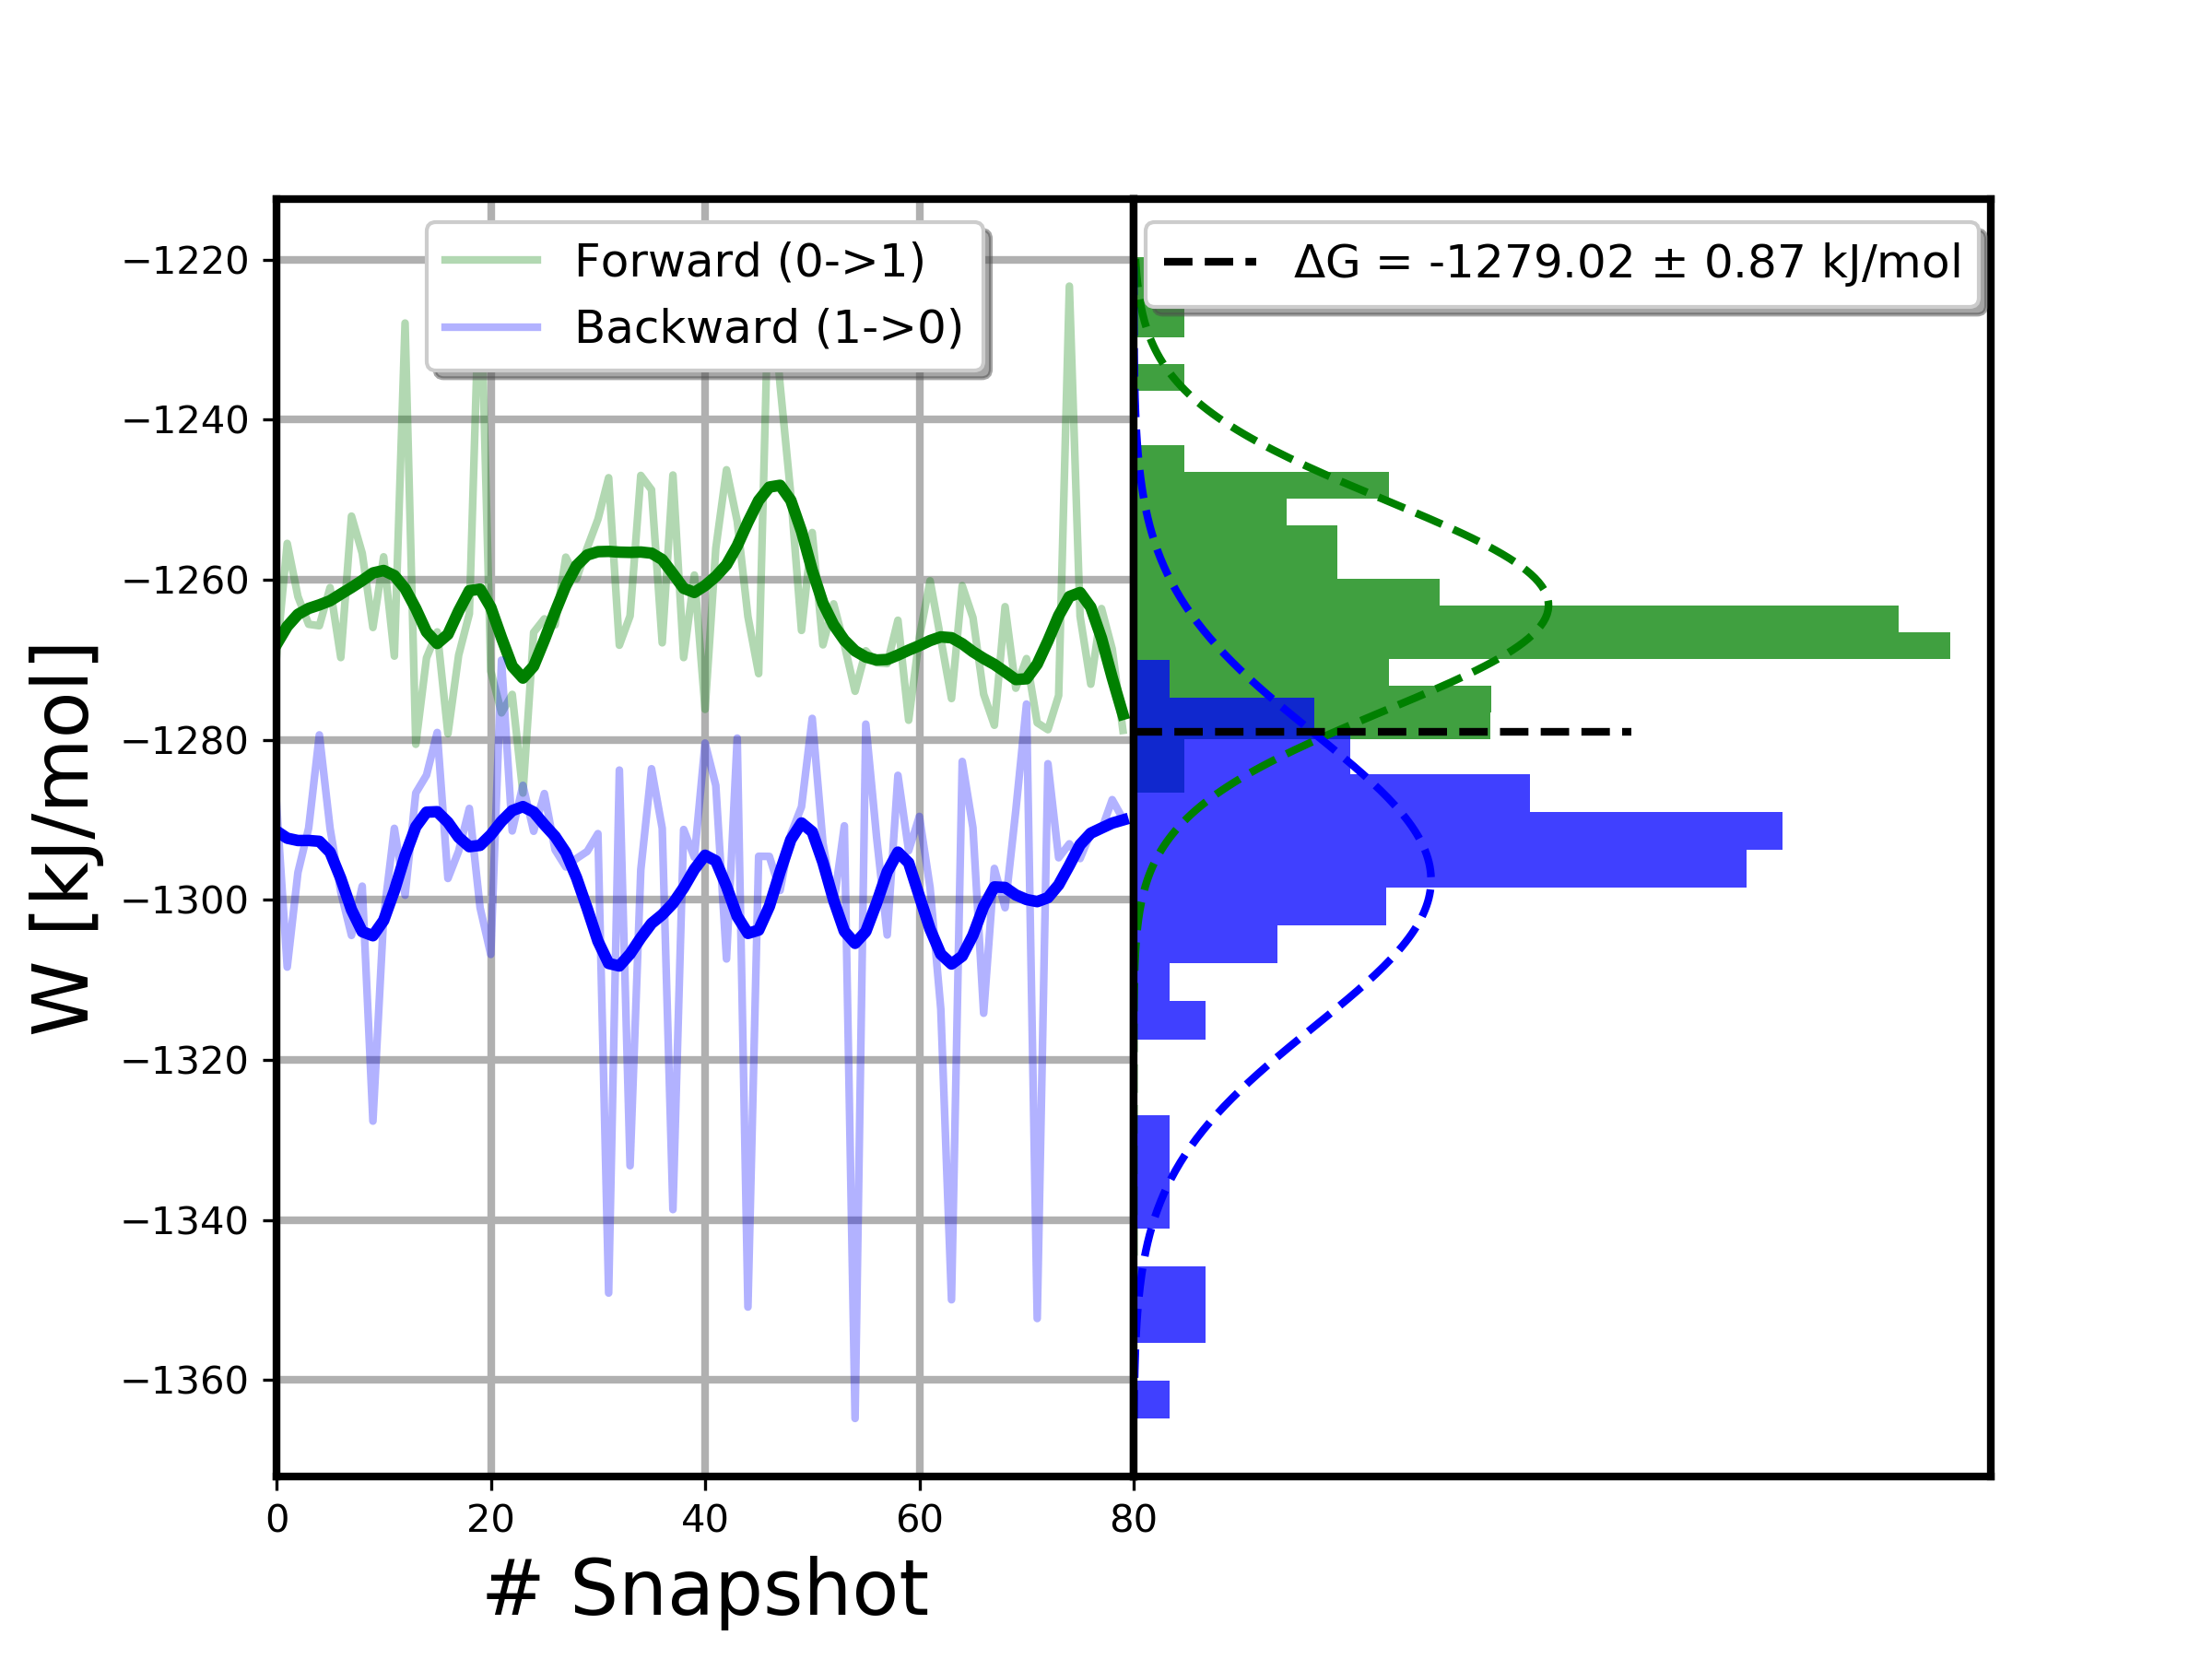 Forward (0->1)
Backward (1->0)
ΔG = -1279.02 ± 0.87 kJ/mol
W [kJ/mol]
−1220
−1240
−1260
−1280
−1300
−1320
−1340
−1360
0 20 40 60 80
# Snapshot